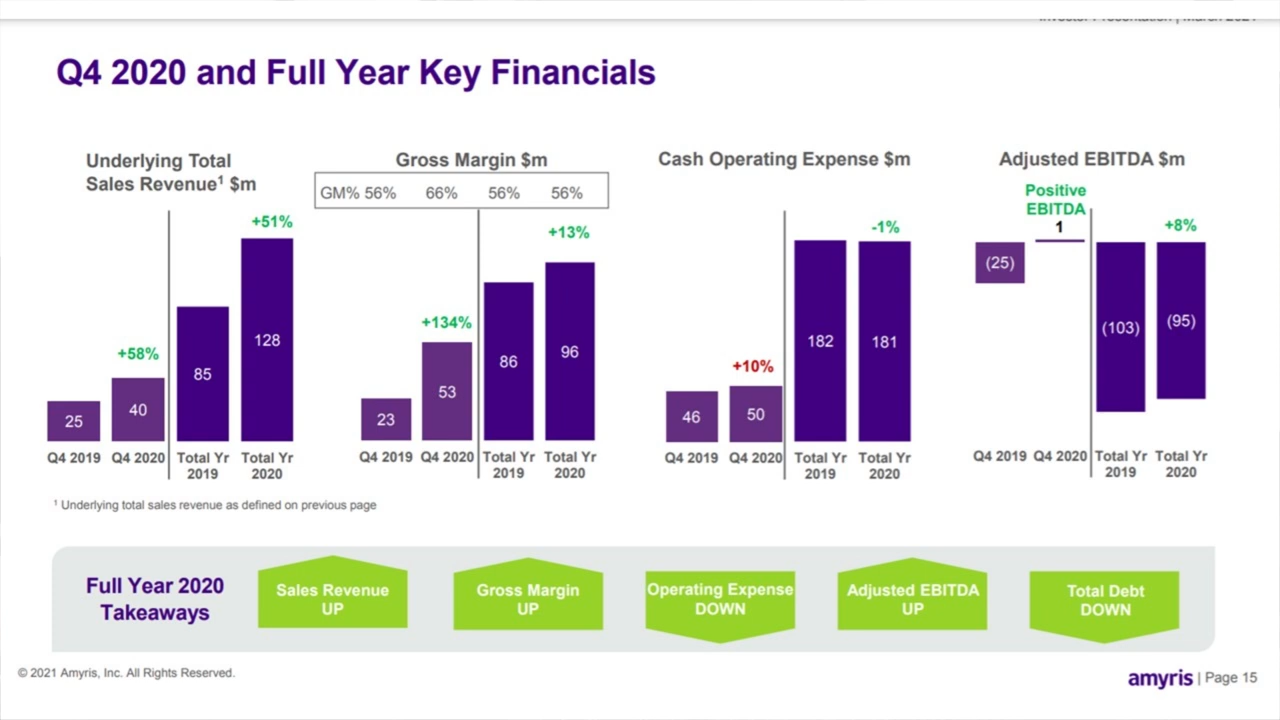 Q4 2020 and Full Year Key Financials
Underlying Total
Sales Revenue¹ $m
+51%
+58%
25
40
85
128
Q4 2019
Q4 2020
Total Yr
2019
Total Yr
2020
Gross Margin $m
GM% 56% 66% 56% 56%
+13%
+134%
23
53
86
96
Q4 2019
Q4 2020
Total Yr
2019
Total Yr
2020
Cash Operating Expense $m
-1%
+10%
46
50
182
181
Q4 2019
Q4 2020
Total Yr
2019
Total Yr
2020
Adjusted EBITDA $m
Positive
EBITDA
1
+8%
(25)
(103)
(95)
Q4 2019
Q4 2020
Total Yr
2019
Total Yr
2020
¹ Underlying total sales revenue as defined on previous page
Full Year 2020
Takeaways
Sales Revenue
UP
Gross Margin
UP
Operating Expense
DOWN
Adjusted EBITDA
UP
Total Debt
DOWN
© 2021 Amyris, Inc. All Rights Reserved.
amyris | Page 15